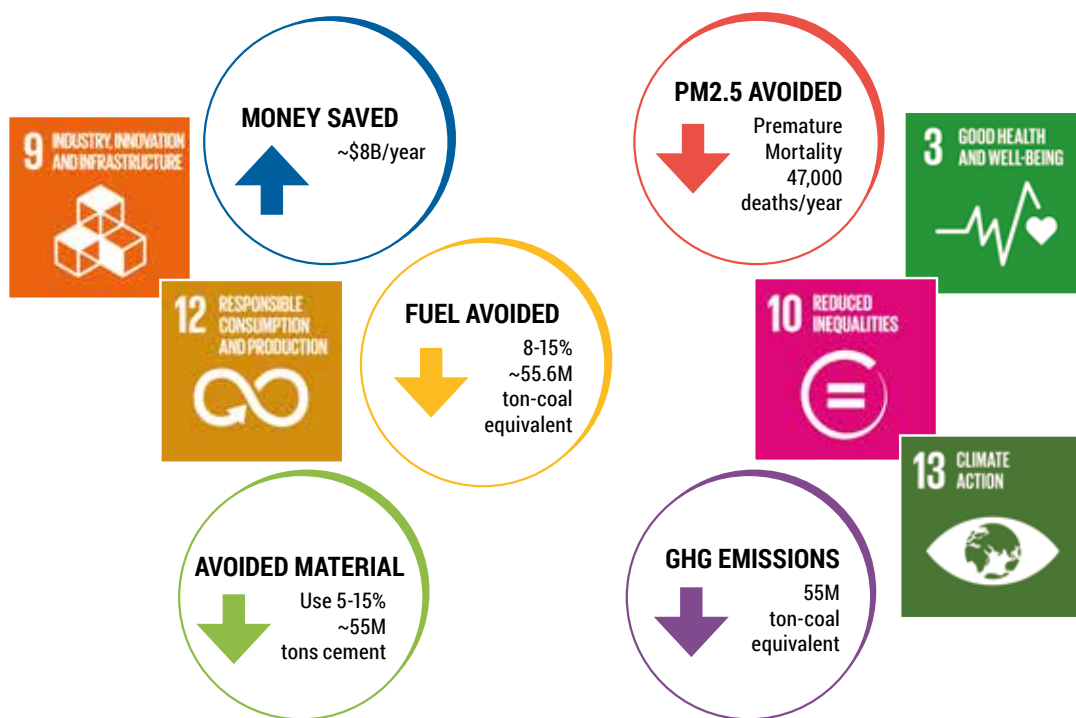 9 INDUSTRY, INNOVATION
AND INFRASTRUCTURE
MONEY SAVED
~$8B/year
12 RESPONSIBLE
CONSUMPTION
AND PRODUCTION
FUEL AVOIDED
8-15%
~55.6M
ton-coal
equivalent
AVOIDED MATERIAL
Use 5-15%
~55M
tons cement
PM2.5 AVOIDED
Premature
Mortality
47,000
deaths/year
3 GOOD HEALTH
AND WELL-BEING
10 REDUCED
INEQUALITIES
13 CLIMATE
ACTION
GHG EMISSIONS
55M
ton-coal
equivalent